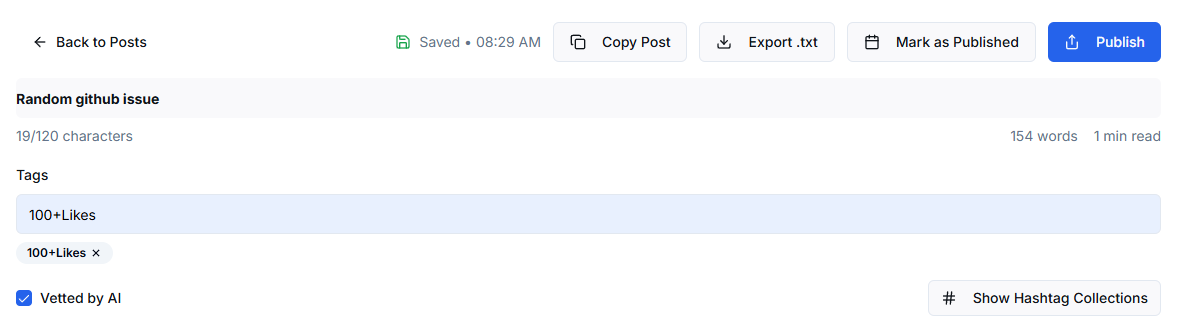 Back to Posts
Saved • 08:29 AM
Copy Post
Export .txt
Mark as Published
Publish
Random github issue
19/120 characters
154 words
1 min read
Tags
100+Likes
100+Likes ×
Vetted by AI
# Show Hashtag Collections